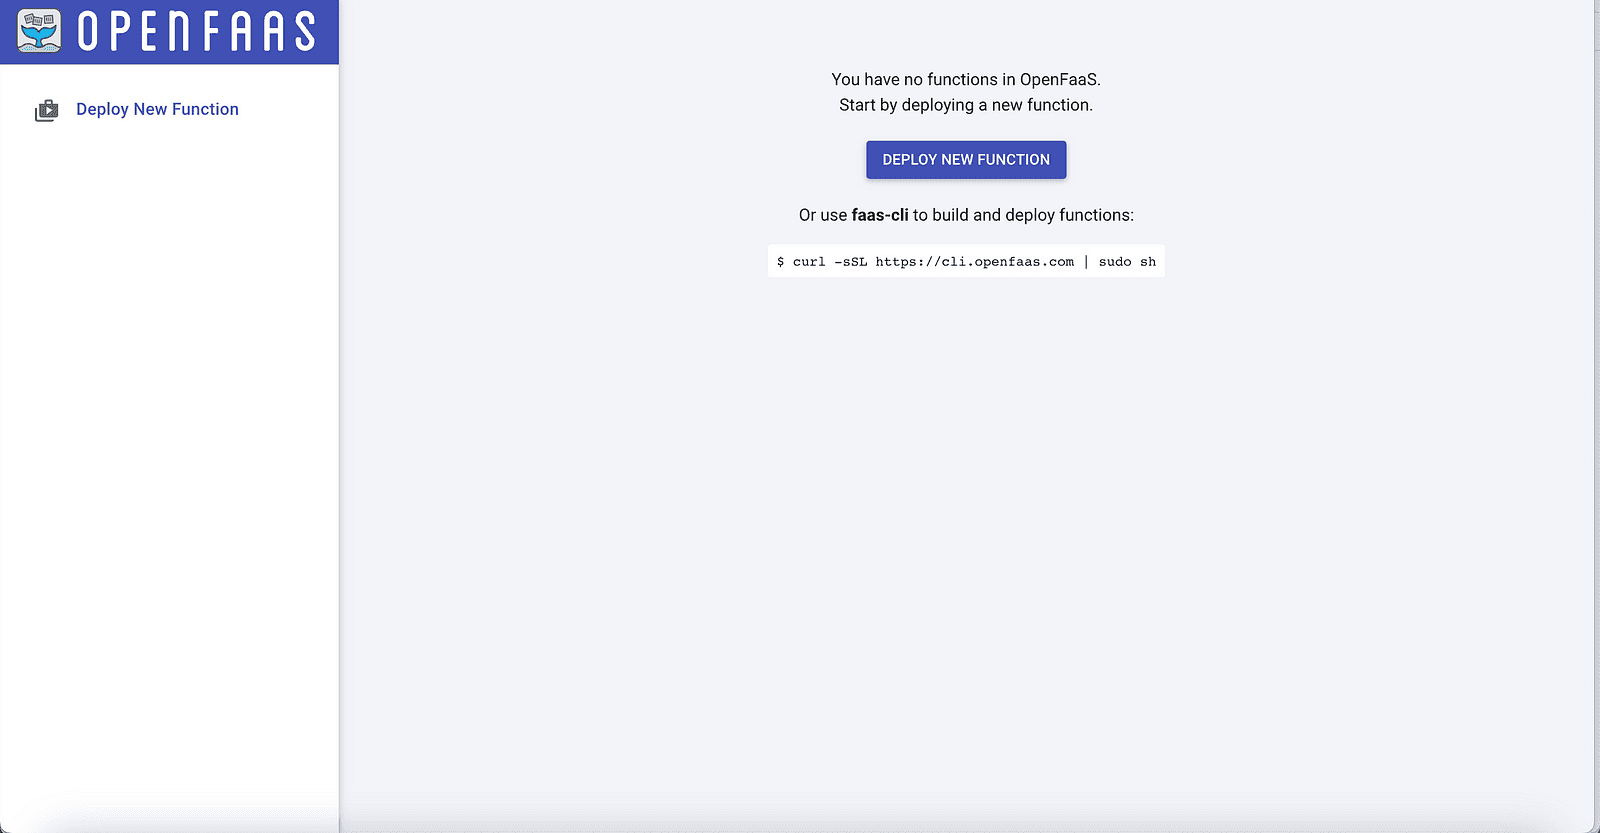 OPENFAAS
Deploy New Function
You have no functions in OpenFaaS.
Start by deploying a new function.
DEPLOY NEW FUNCTION
Or use faas-cli to build and deploy functions:
$ curl -sSL https://cli.openfaas.com | sudo sh